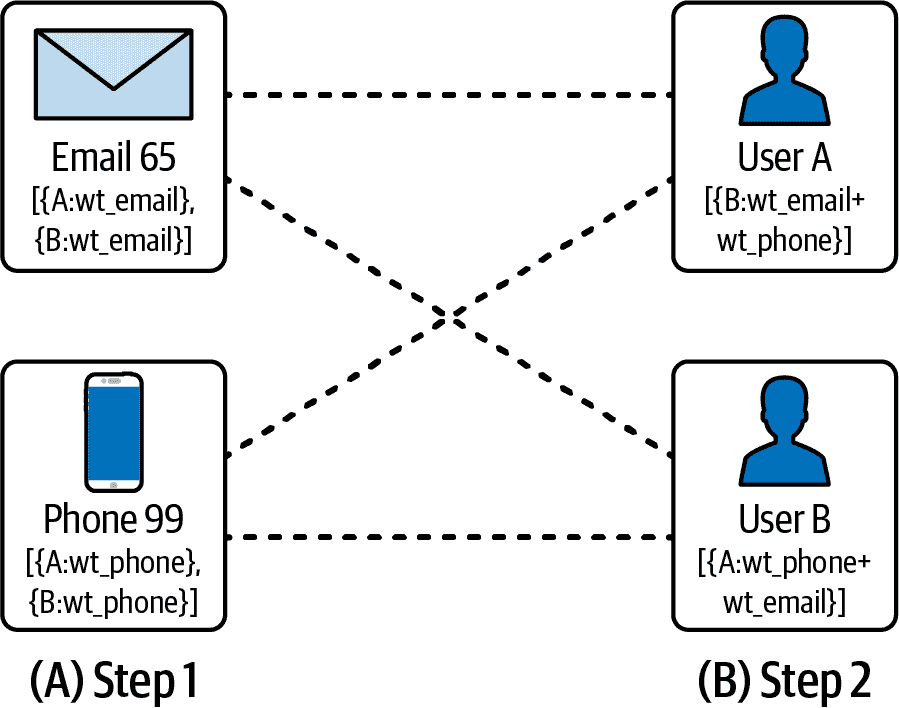 Email 65
[{A:wt_email},
{B:wt_email}]
User A
[{B:wt_email+
wt_phone}]
Phone 99
[{A:wt_phone},
{B:wt_phone}]
User B
[{A:wt_phone+
wt_email}]
(A) Step 1
(B) Step 2